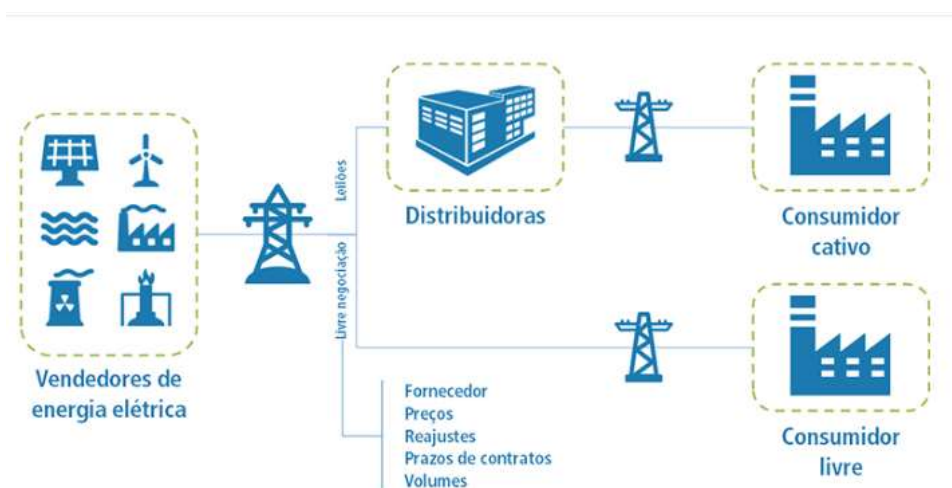 Vendedores de
energia elétrica
Leilões
Livre negociação
Distribuidoras
Consumidor
cativo
Fornecedor
Preços
Reajustes
Prazos de contratos
Volumes
Consumidor
livre